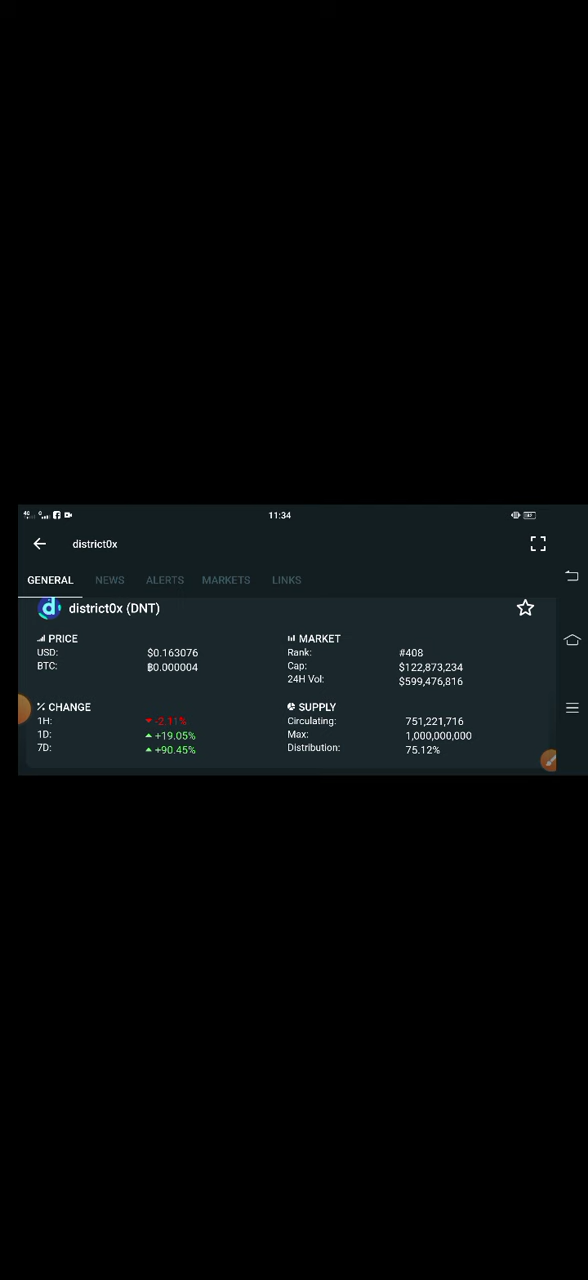 11:34
district0x
GENERAL NEWS ALERTS MARKETS LINKS
district0x (DNT)
PRICE
USD: $0.163076
BTC: ฿0.000004
MARKET
Rank: #408
Cap: $122,873,234
24H Vol: $599,476,816
CHANGE
1H: -2.11%
1D: +19.05%
7D: +90.45%
SUPPLY
Circulating: 751,221,716
Max: 1,000,000,000
Distribution: 75.12%